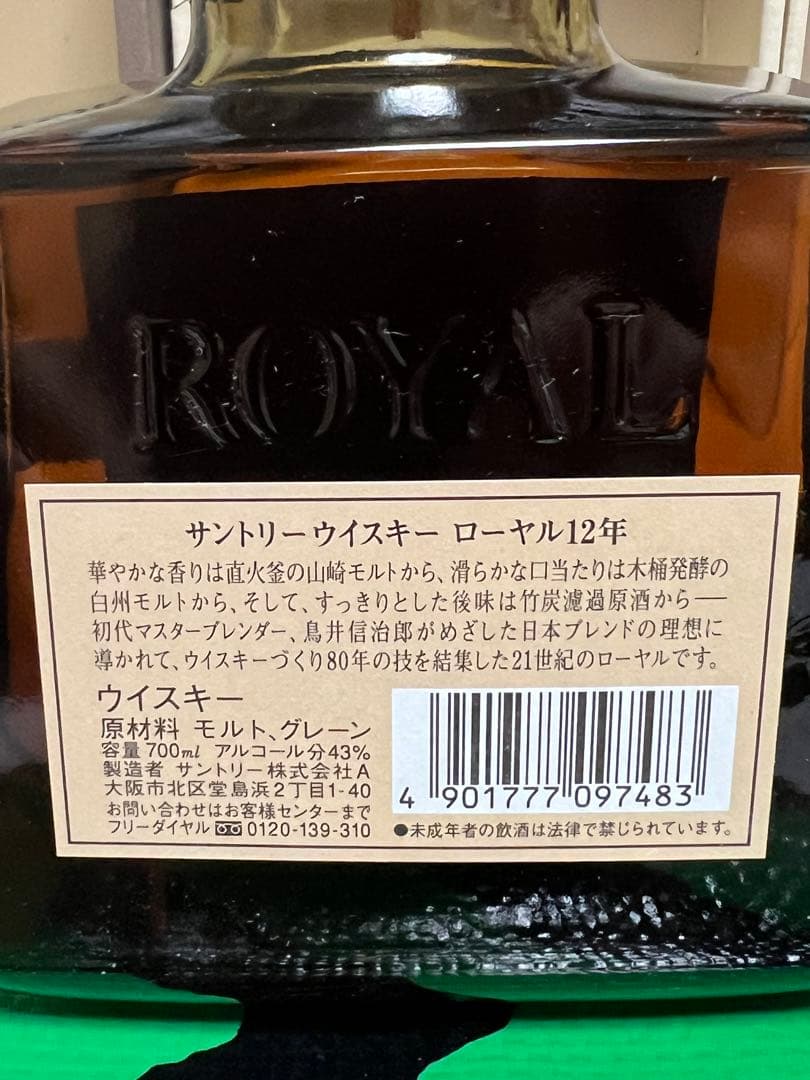 ROYAL
サントリーウイスキー ローヤル12年
華やかな香りは直火釜の山崎モルトから、滑らかな口当たりは木桶発酵の
白州モルトから、そして、すっきりとした後味は竹炭濾過原酒から――
初代マスターブレンダー、鳥井信治郎がめざした日本ブレンドの理想に
導かれて、ウイスキーづくり80年の技を結集した21世紀のローヤルです。
ウイスキー
原材料 モルト、グレーン
容量 700ml アルコール分43%
製造者 サントリー株式会社A
大阪市北区堂島浜2丁目1-40
お問い合わせはお客様センターまで
フリーダイヤル 0120-139-310
4 901777 097483
●未成年者の飲酒は法律で禁じられています。